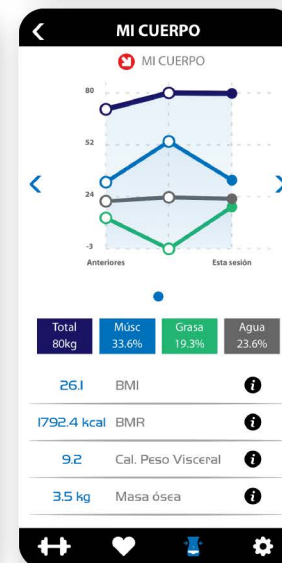 MI CUERPO
MI CUERPO
80
52
24
-3
Anteriores Esta sesión
Total Músc Grasa Agua
80kg 33.6% 19.3% 23.6%
26.1 BMI
1792.4 kcal BMR
9.2 Cal. Peso Visceral
3.5 kg Masa ósea